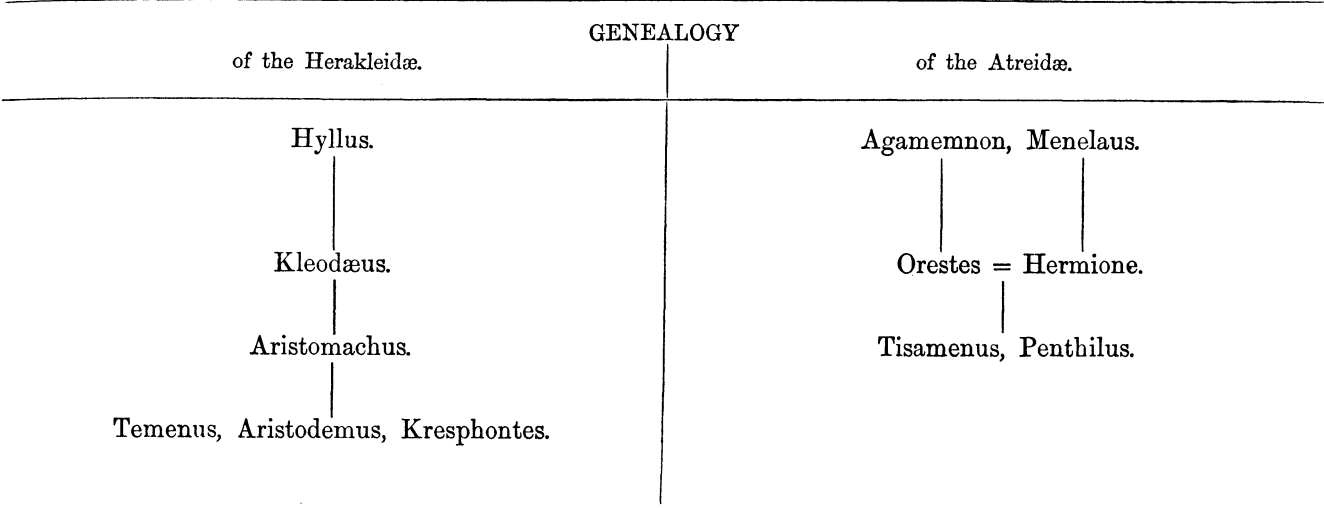 GENEALOGY
of the Herakleidæ.
of the Atreidæ.
Hyllus.
Kleodæus.
Aristomachus.
Temenus, Aristodemus, Kresphontes.
Agamemnon, Menelaus.
Orestes = Hermione.
Tisamenus, Penthilus.